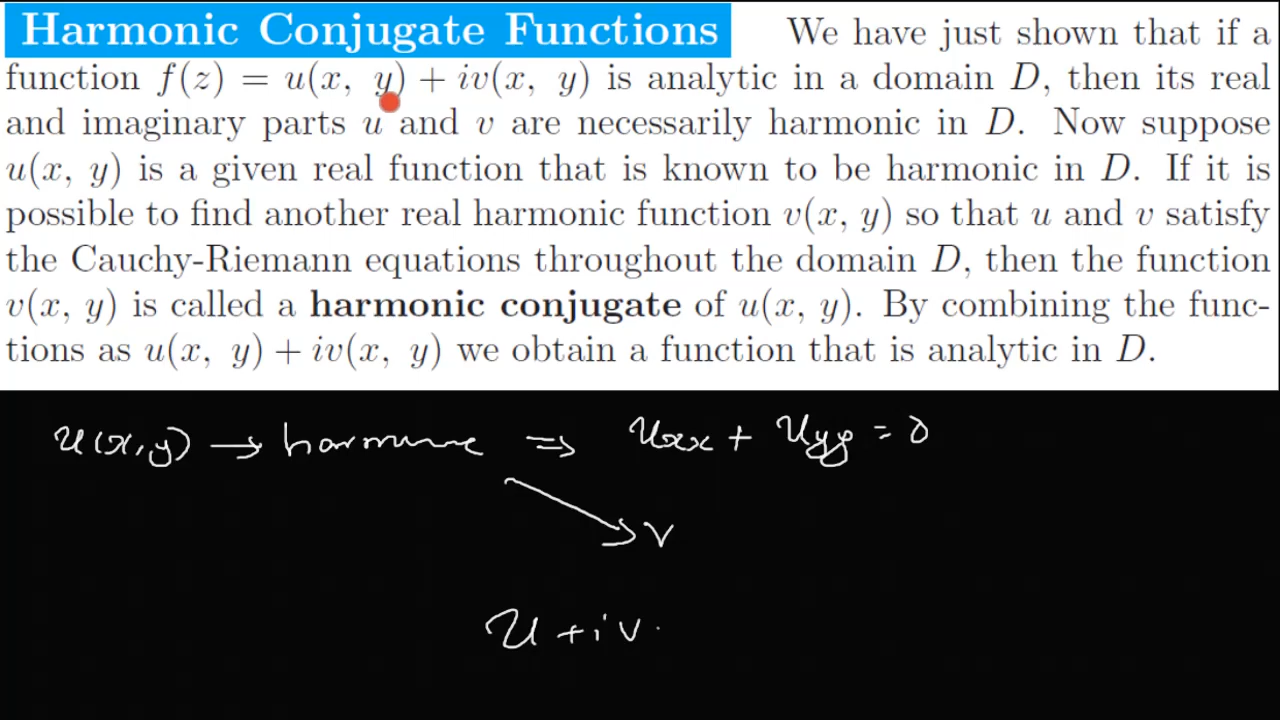 Harmonic Conjugate Functions We have just shown that if a
function f(z) = u(x, y) + iv(x, y) is analytic in a domain D, then its real
and imaginary parts u and v are necessarily harmonic in D. Now suppose
u(x, y) is a given real function that is known to be harmonic in D. If it is
possible to find another real harmonic function v(x, y) so that u and v satisfy
the Cauchy-Riemann equations throughout the domain D, then the function
v(x, y) is called a harmonic conjugate of u(x, y). By combining the func-
tions as u(x, y) + iv(x, y) we obtain a function that is analytic in D.
u(x,y) → harmonic ⇒ uxx + uyy = 0
v
u + iv.